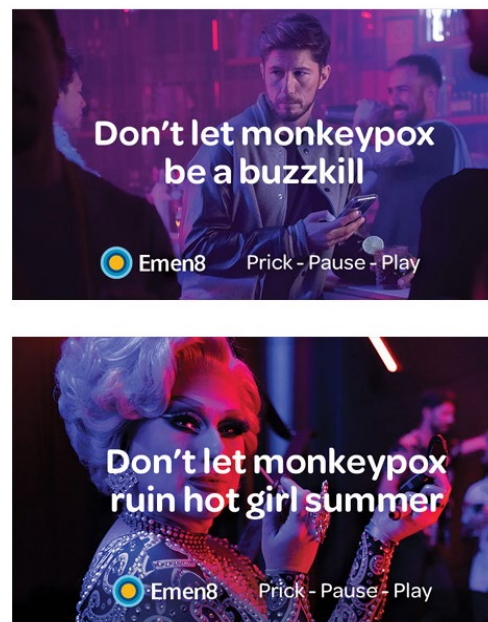 Don't let monkeypox
be a buzzkill
Emen8 Prick - Pause - Play
Don't let monkeypox
ruin hot girl summer
Emen8 Prick - Pause - Play